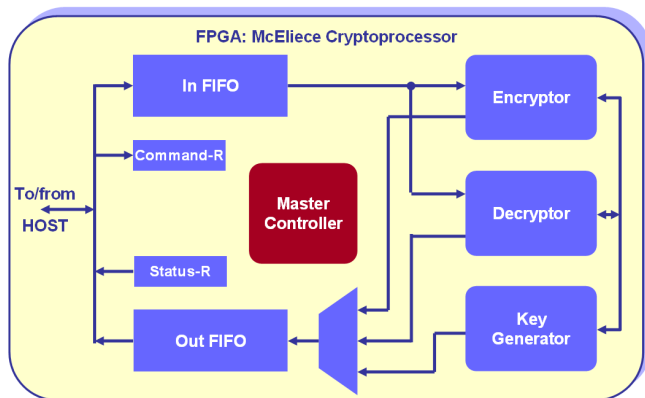 FPGA: McEliece Cryptoprocessor
In FIFO
Encryptor
Command-R
To/from
HOST
Master
Controller
Decryptor
Status-R
Out FIFO
Key
Generator